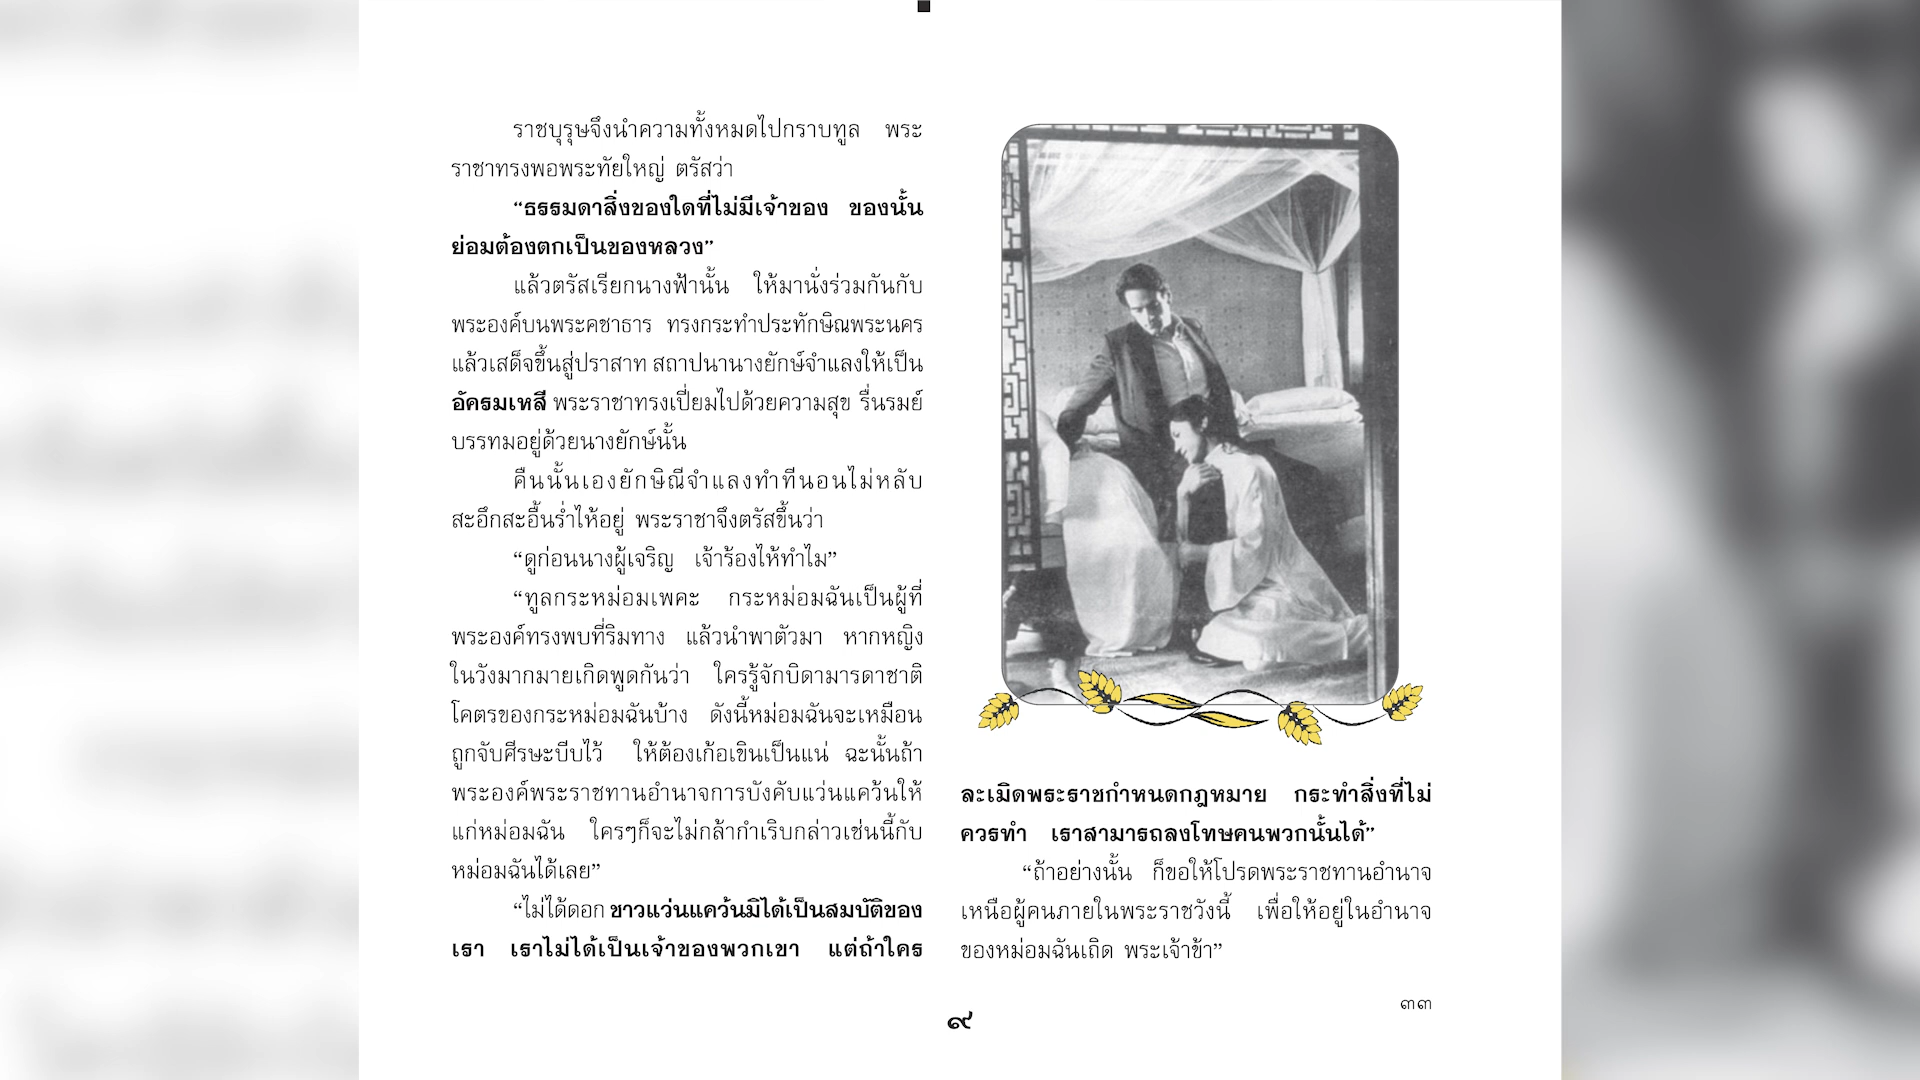 ราชบุรุษจึงนำความทั้งหมดไปกราบทูล พระ
ราชาทรงพอพระทัยใหญ่ ตรัสว่า
“ธรรมดาสิ่งของใดที่ไม่มีเจ้าของ ของนั้น
ย่อมต้องตกเป็นของหลวง”
แล้วตรัสเรียกนางฟ้านั้น ให้มานั่งร่วมกันกับ
พระองค์บนพระคชาธาร ทรงกระทำประทักษิณพระนคร
แล้วเสด็จขึ้นสู่ปราสาท สถาปนานางยักษ์จำแลงให้เป็น
อัครมเหสี พระราชาทรงเปี่ยมไปด้วยความสุข รื่นรมย์
บรรทมอยู่ด้วยนางยักษ์นั้น
คืนนั้นเองยักษิณีจำแลงทำทีนอนไม่หลับ
สะอึกสะอื้นร่ำไห้อยู่ พระราชาจึงตรัสขึ้นว่า
“ดูก่อนนางผู้เจริญ เจ้าร้องไห้ทำไม”
“ทูลกระหม่อมเพคะ กระหม่อมฉันเป็นผู้ที่
พระองค์ทรงพบที่ริมทาง แล้วนำพาตัวมา หากหญิง
ในวังมากมายเกิดพูดกันว่า ใครรู้จักบิดามารดาชาติ
โคตรของกระหม่อมฉันบ้าง ดังนี้หม่อมฉันจะเหมือน
ถูกจับศีรษะบีบไว้ ให้ต้องเก้อเขินเป็นแน่ ฉะนั้นถ้า
พระองค์พระราชทานอำนาจการบังคับแว่นแคว้นให้
แก่หม่อมฉัน ใครๆก็จะไม่กล้ากำเริบกล่าวเช่นนี้กับ
หม่อมฉันได้เลย”
“ไม่ได้ดอก ชาวแว่นแคว้นมิได้เป็นสมบัติของ
เรา เราไม่ได้เป็นเจ้าของพวกเขา แต่ถ้าใคร
ละเมิดพระราชกำหนดกฎหมาย กระทำสิ่งที่ไม่
ควรทำ เราสามารถลงโทษคนพวกนั้นได้”
“ถ้าอย่างนั้น ก็ขอให้โปรดพระราชทานอำนาจ
เหนือผู้คนภายในพระราชวังนี้ เพื่อให้อยู่ในอำนาจ
ของหม่อมฉันเถิด พระเจ้าข้า”
๓๓
๙